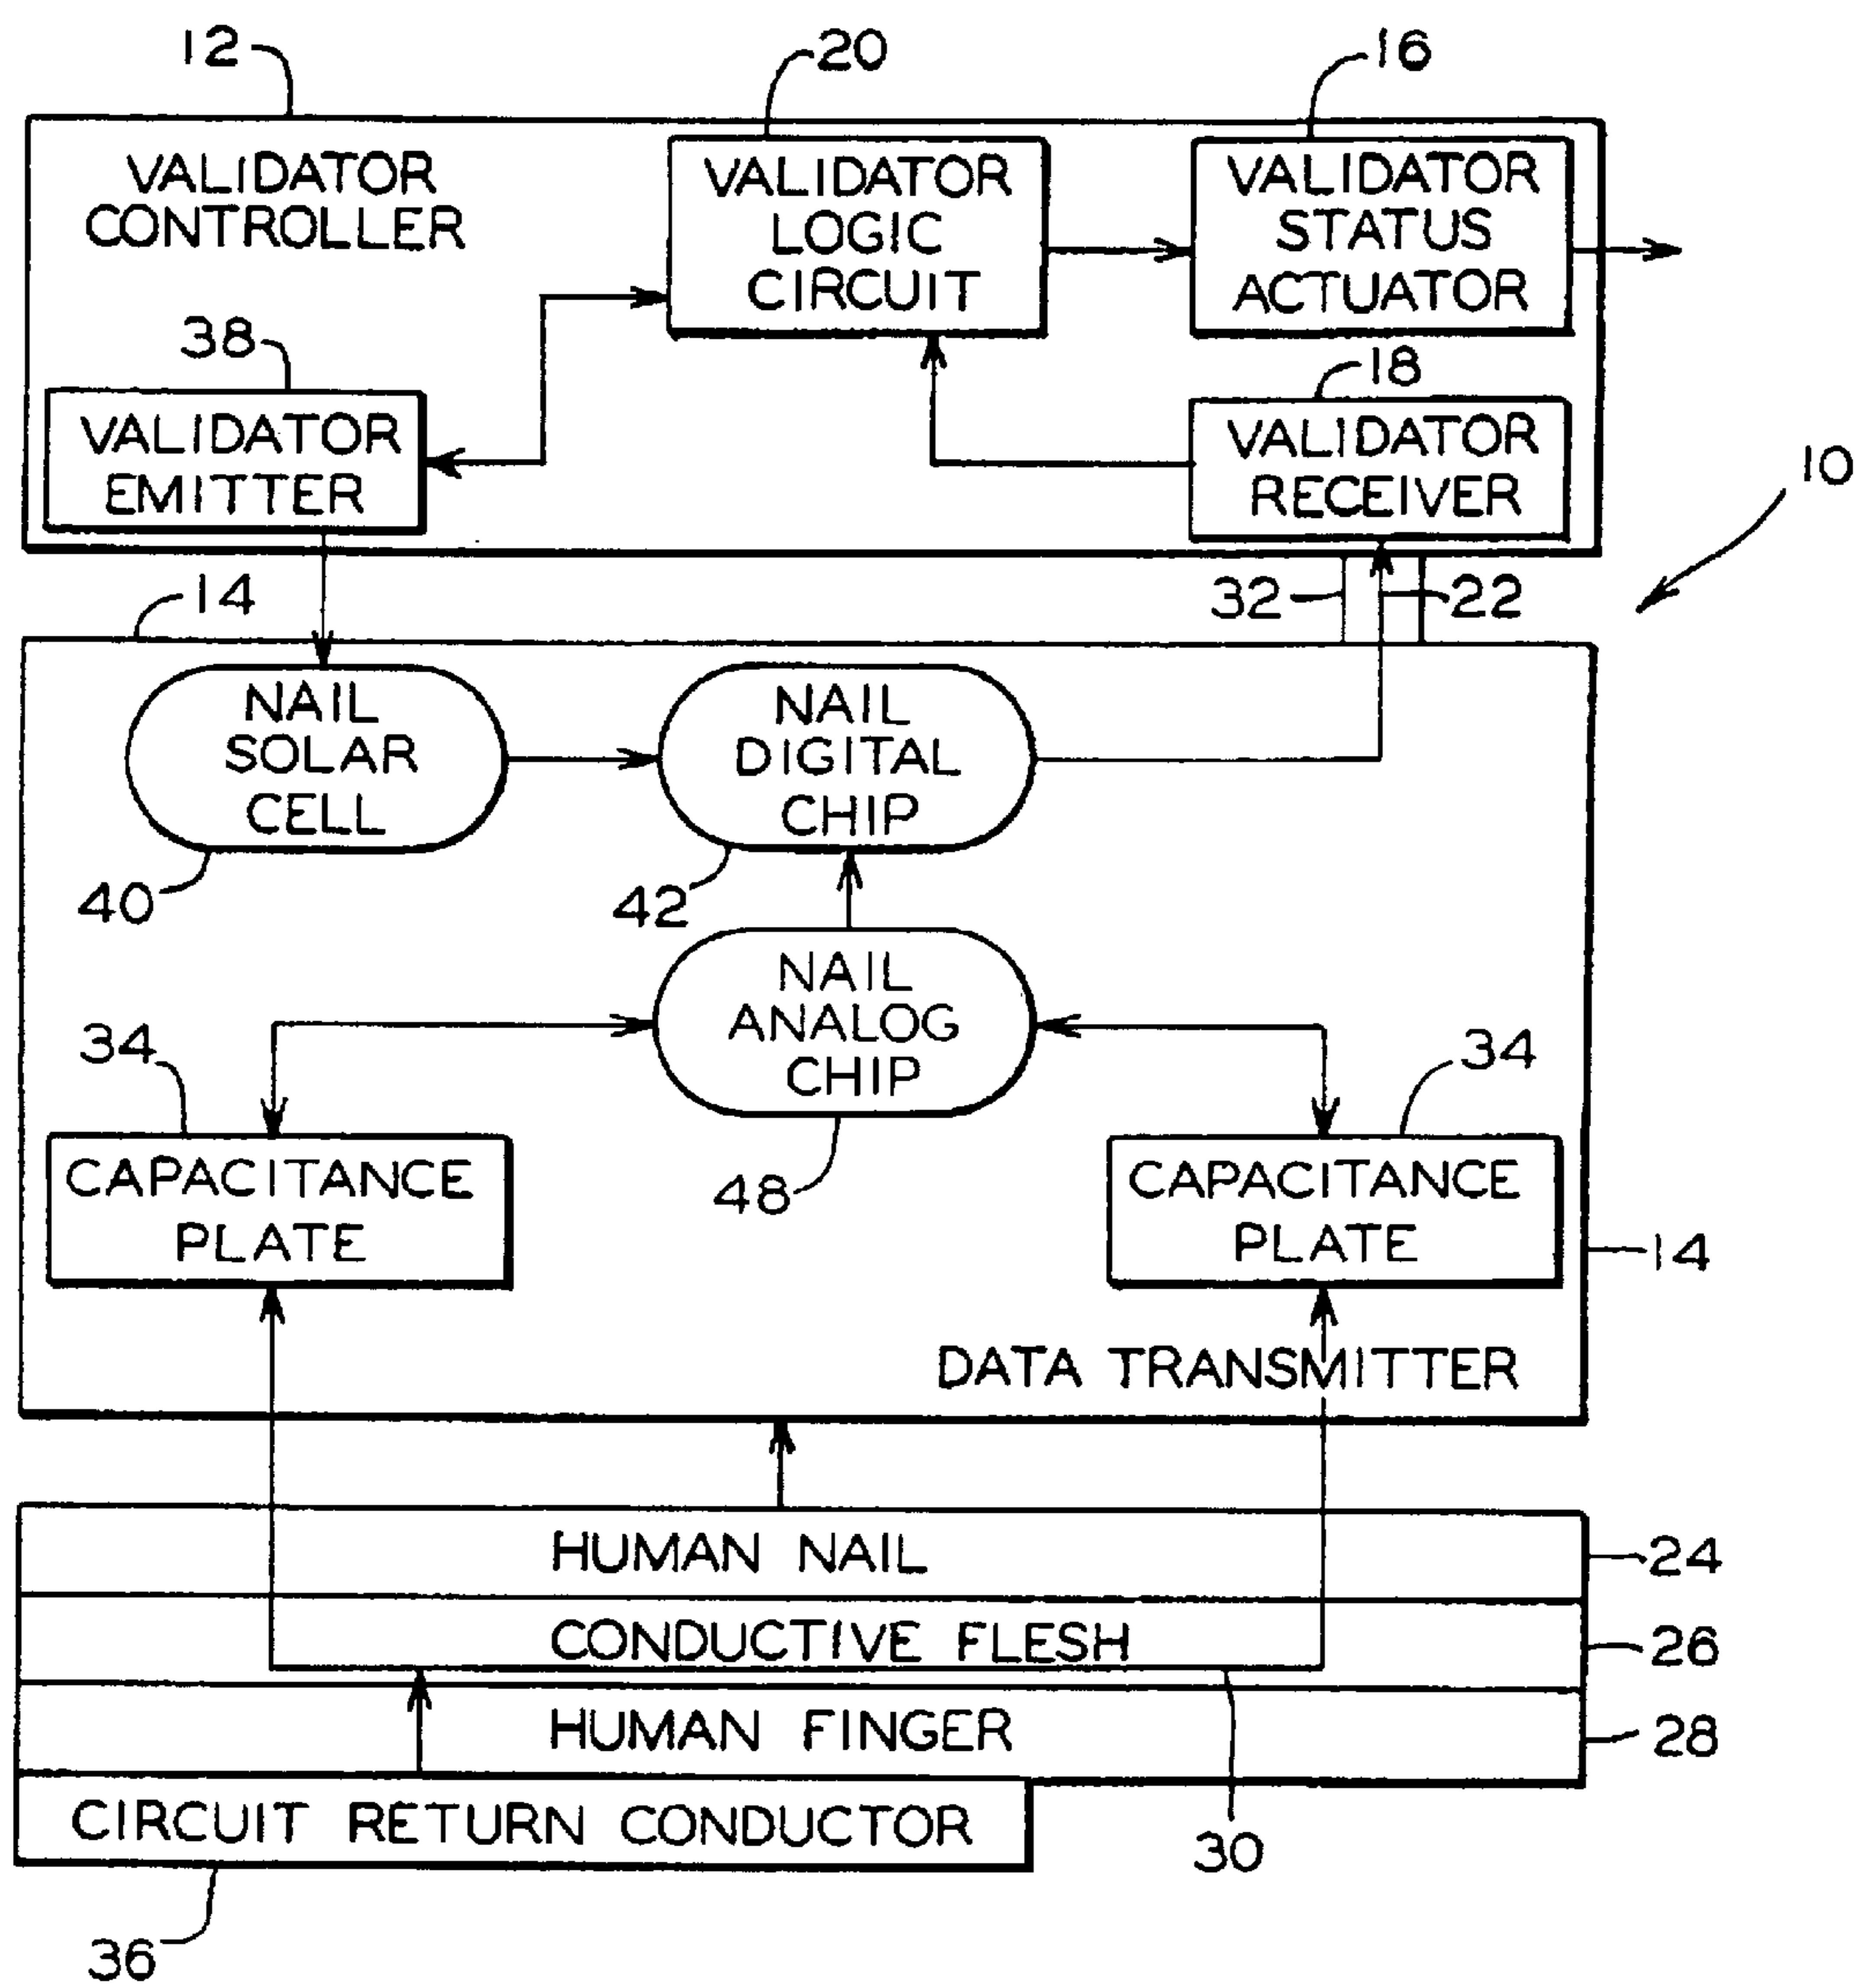 12
20
16
VALIDATOR
CONTROLLER
VALIDATOR
LOGIC
CIRCUIT
VALIDATOR
STATUS
ACTUATOR
38
18
VALIDATOR
EMITTER
VALIDATOR
RECEIVER
10
14
32
22
NAIL
SOLAR
CELL
NAIL
DIGITAL
CHIP
40
42
NAIL
ANALOG
CHIP
34
34
CAPACITANCE
PLATE
48
CAPACITANCE
PLATE
14
DATA TRANSMITTER
HUMAN NAIL
24
CONDUCTIVE FLESH
26
HUMAN FINGER
28
CIRCUIT RETURN CONDUCTOR
30
36